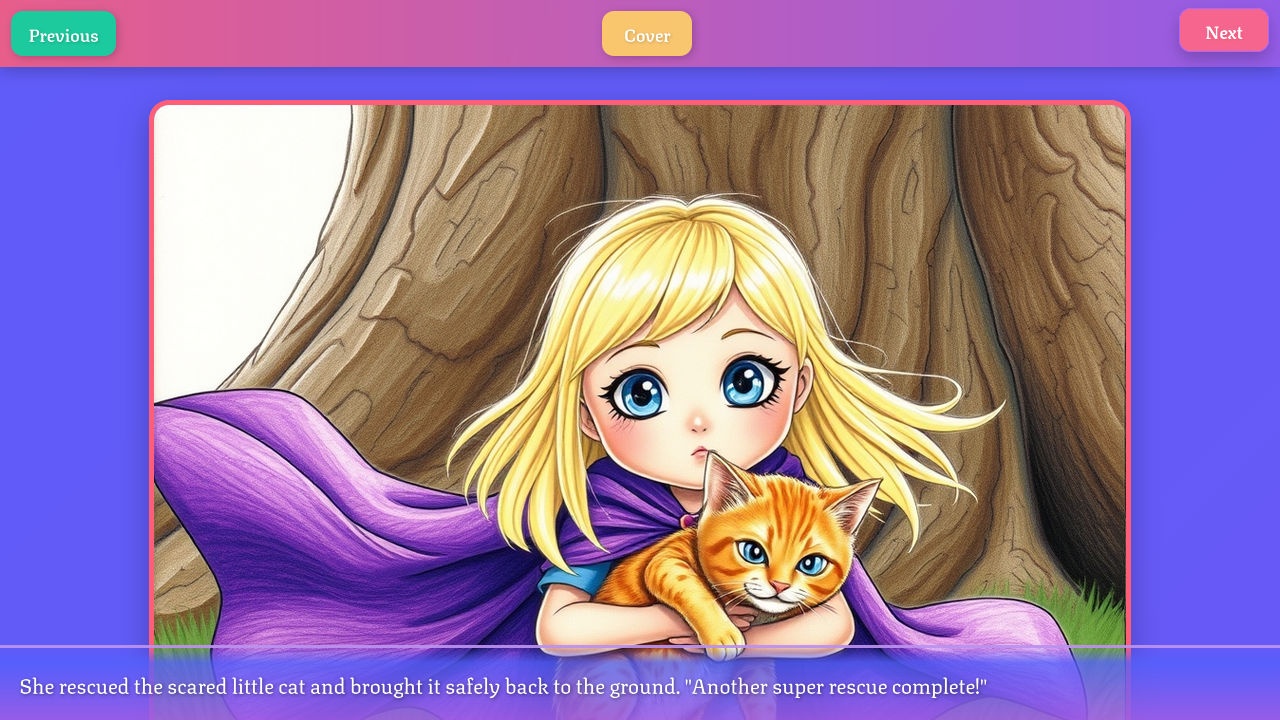 Previous
Cover
Next
She rescued the scared little cat and brought it safely back to the ground. "Another super rescue complete!"